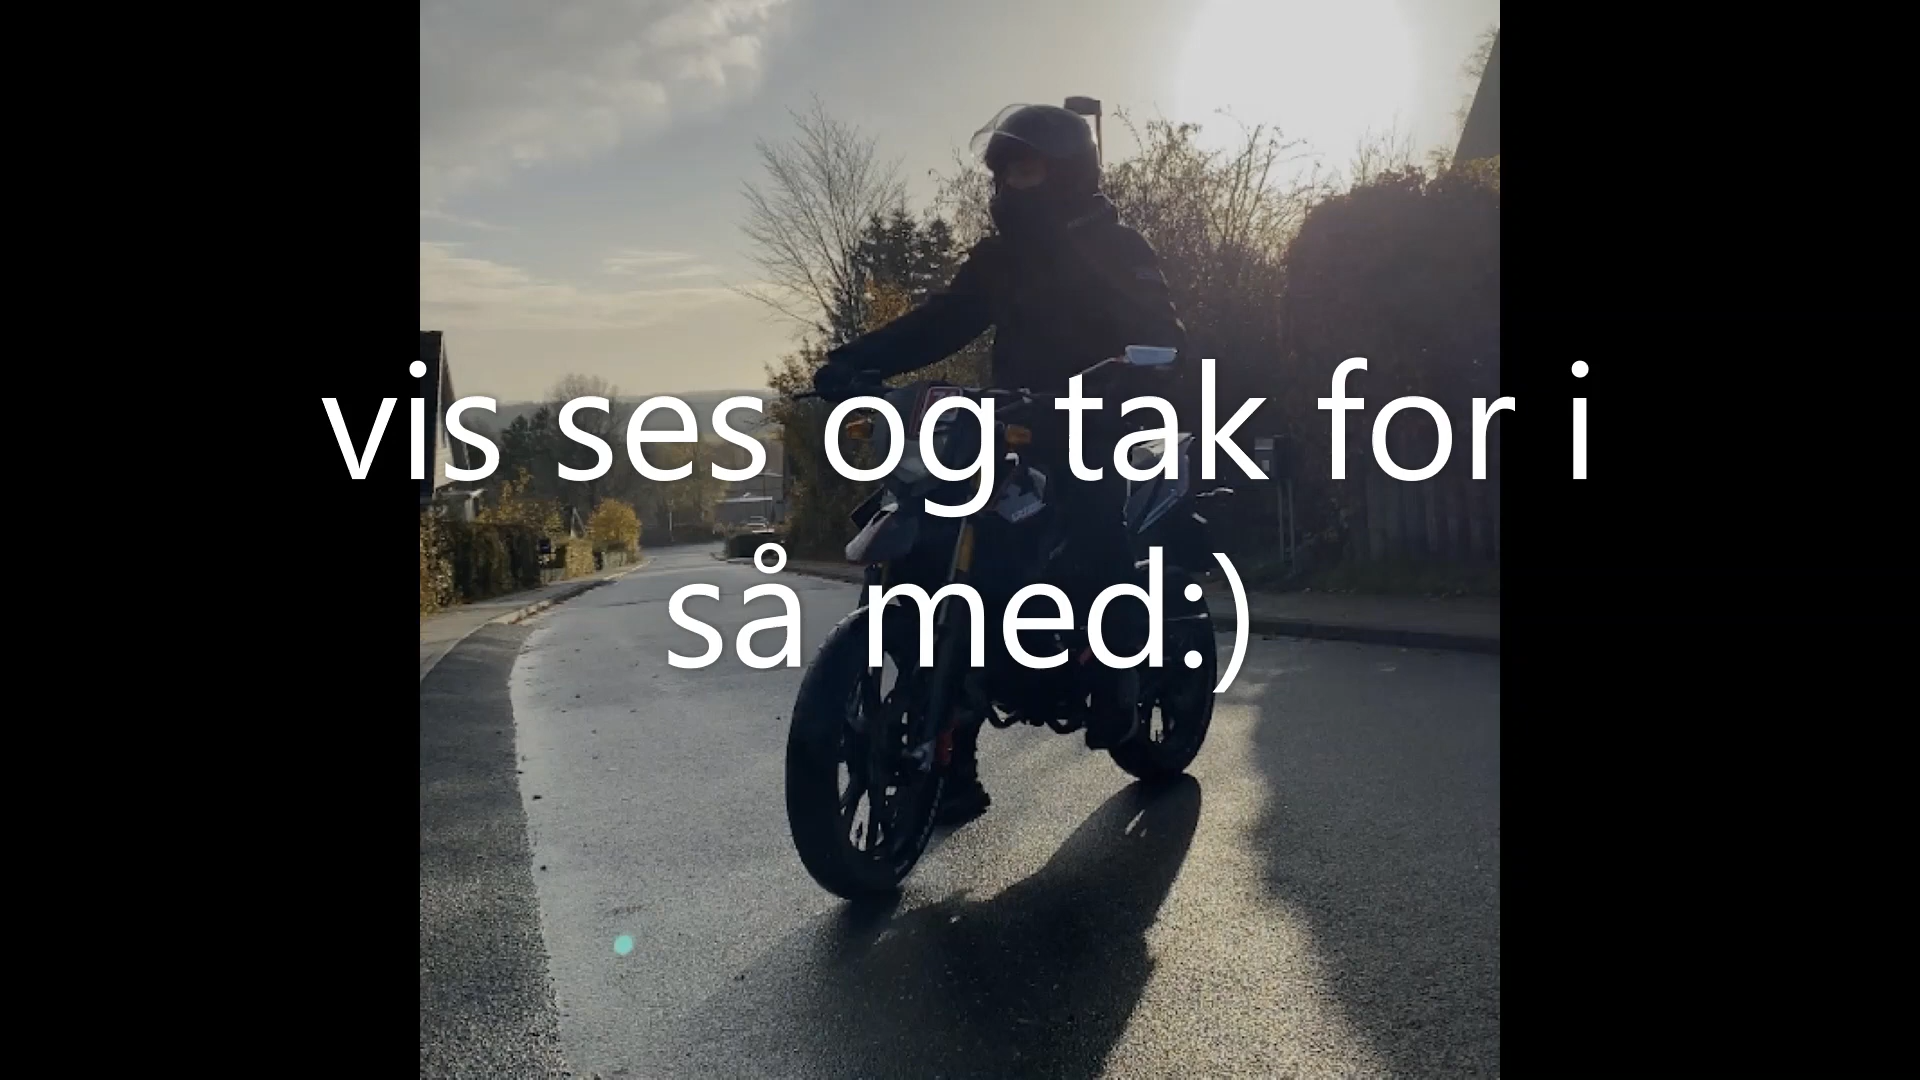 vis ses og tak for i
så med:)